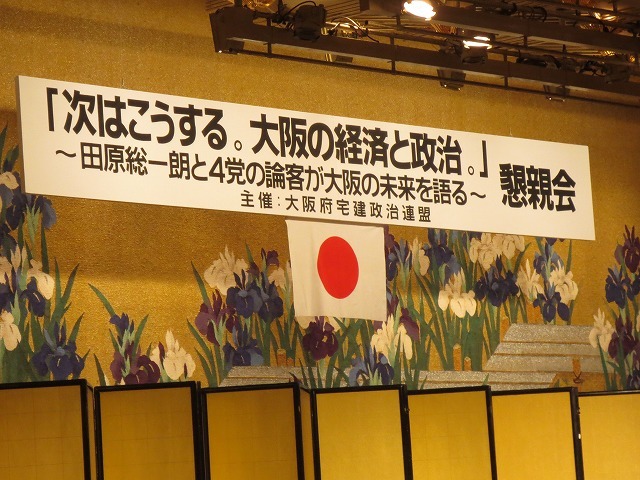 「次はこうする。大阪の経済と政治。」
～田原総一朗と4党の論客が大阪の未来を語る～
懇親会
主催：大阪府宅建政治連盟